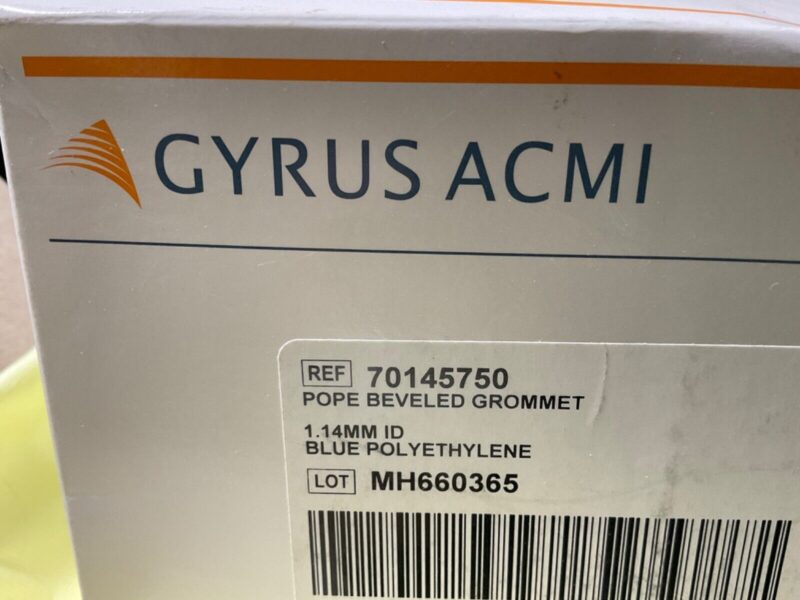 GYRUS ACMI
REF 70145750
POPE BEVELED GROMMET
1.14MM ID
BLUE POLYETHYLENE
LOT MH660365